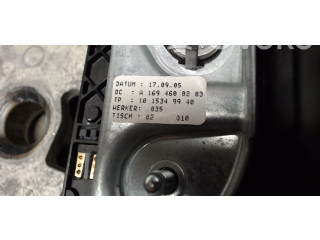 DATUM : 17.09.05
DC : A 169 460 02 03
TP : 10 1534 99 40
WERKER: .035
TISCH : 02 010